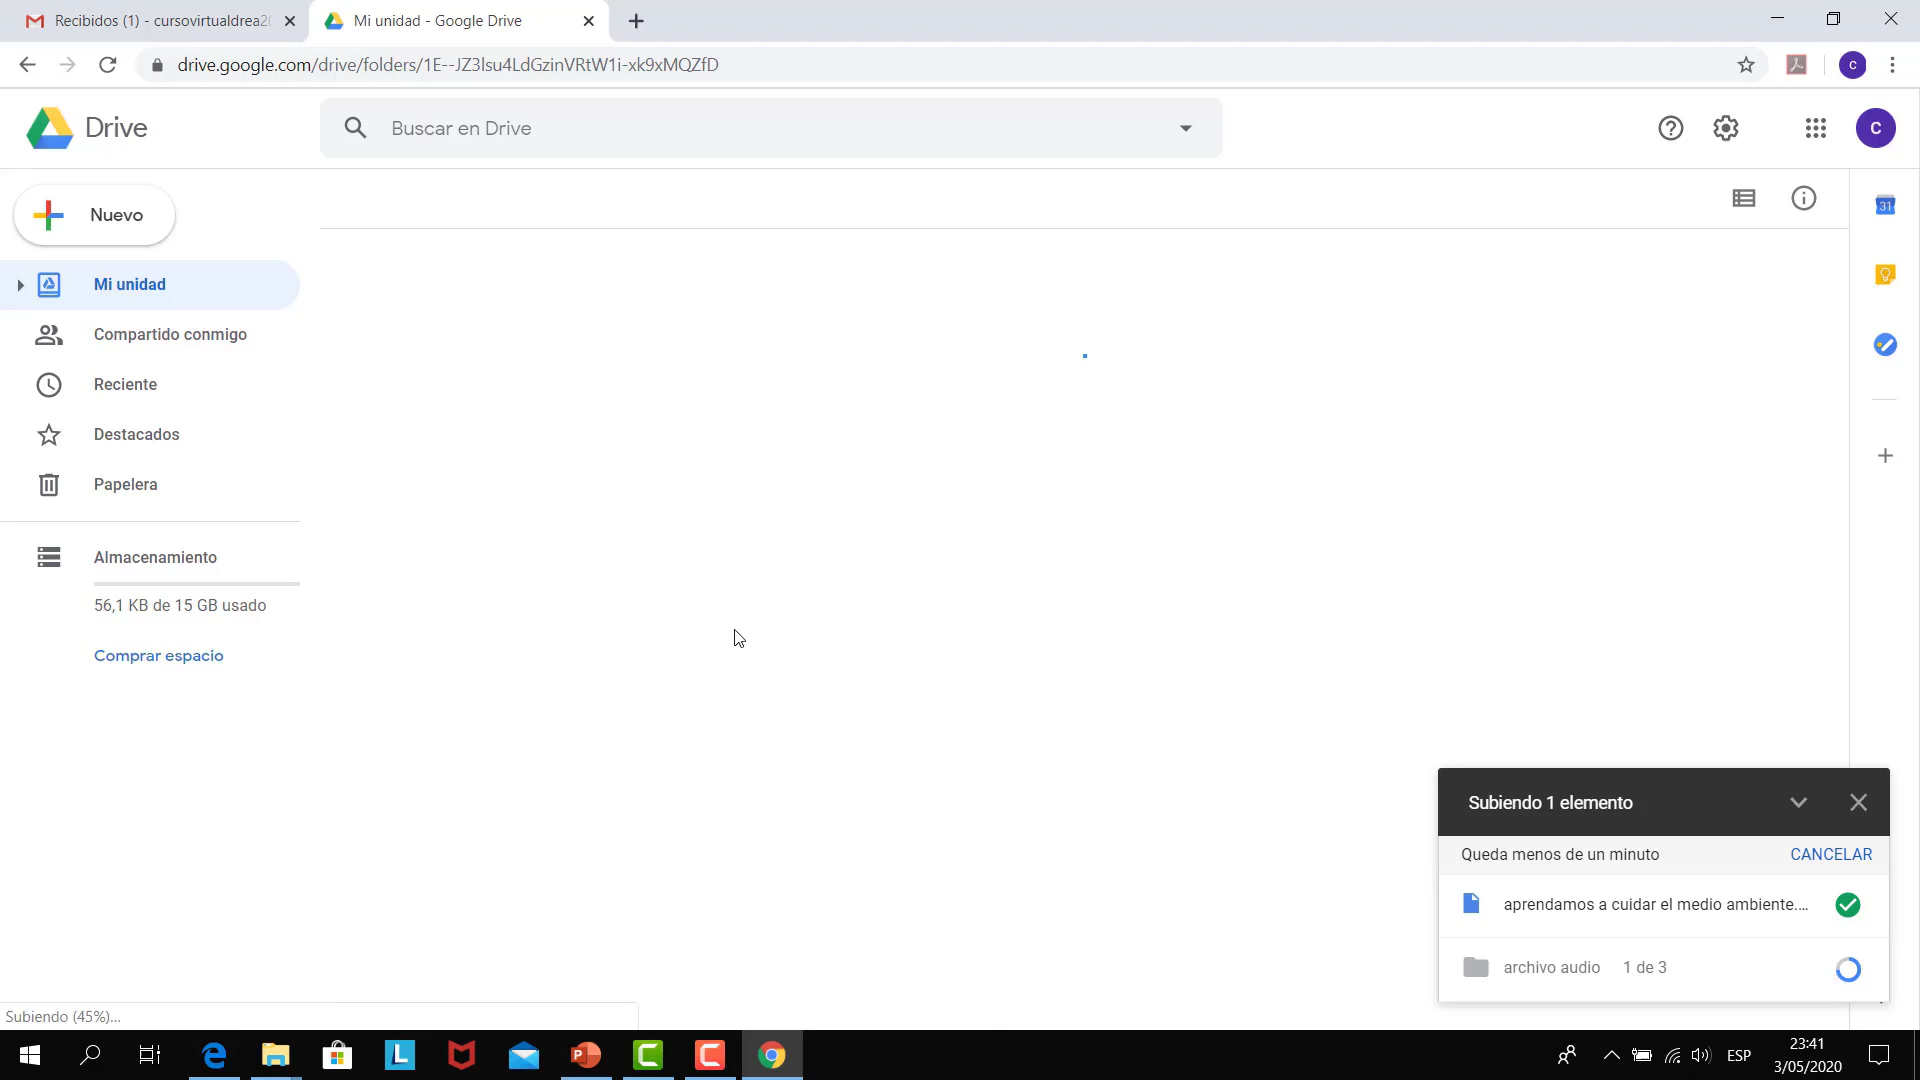 Recibidos (1) - cursovirtualdrea20
Mi unidad - Google Drive
drive.google.com/drive/folders/1E--JZ3lsu4LdGzinVRtW1i-xk9xMQZfD
C
Drive
Buscar en Drive
C
Nuevo
31
Mi unidad
Compartido conmigo
Reciente
Destacados
Papelera
Almacenamiento
56,1 KB de 15 GB usado
Comprar espacio
Subiendo 1 elemento
Queda menos de un minuto CANCELAR
aprendamos a cuidar el medio ambiente....
archivo audio 1 de 3
Subiendo (45%)...
ESP
23:41
3/05/2020